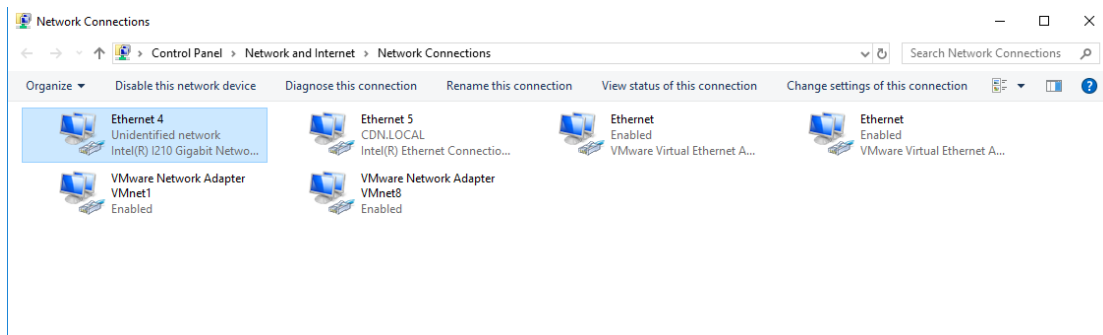 Network Connections
Control Panel > Network and Internet > Network Connections
Search Network Connections
Organize Disable this network device Diagnose this connection Rename this connection View status of this connection Change settings of this connection
Ethernet 4
Unidentified network
Intel(R) I210 Gigabit Netwo...
Ethernet 5
CDN.LOCAL
Intel(R) Ethernet Connectio...
Ethernet
Enabled
VMware Virtual Ethernet A...
Ethernet
Enabled
VMware Virtual Ethernet A...
VMware Network Adapter
VMnet1
Enabled
VMware Network Adapter
VMnet8
Enabled